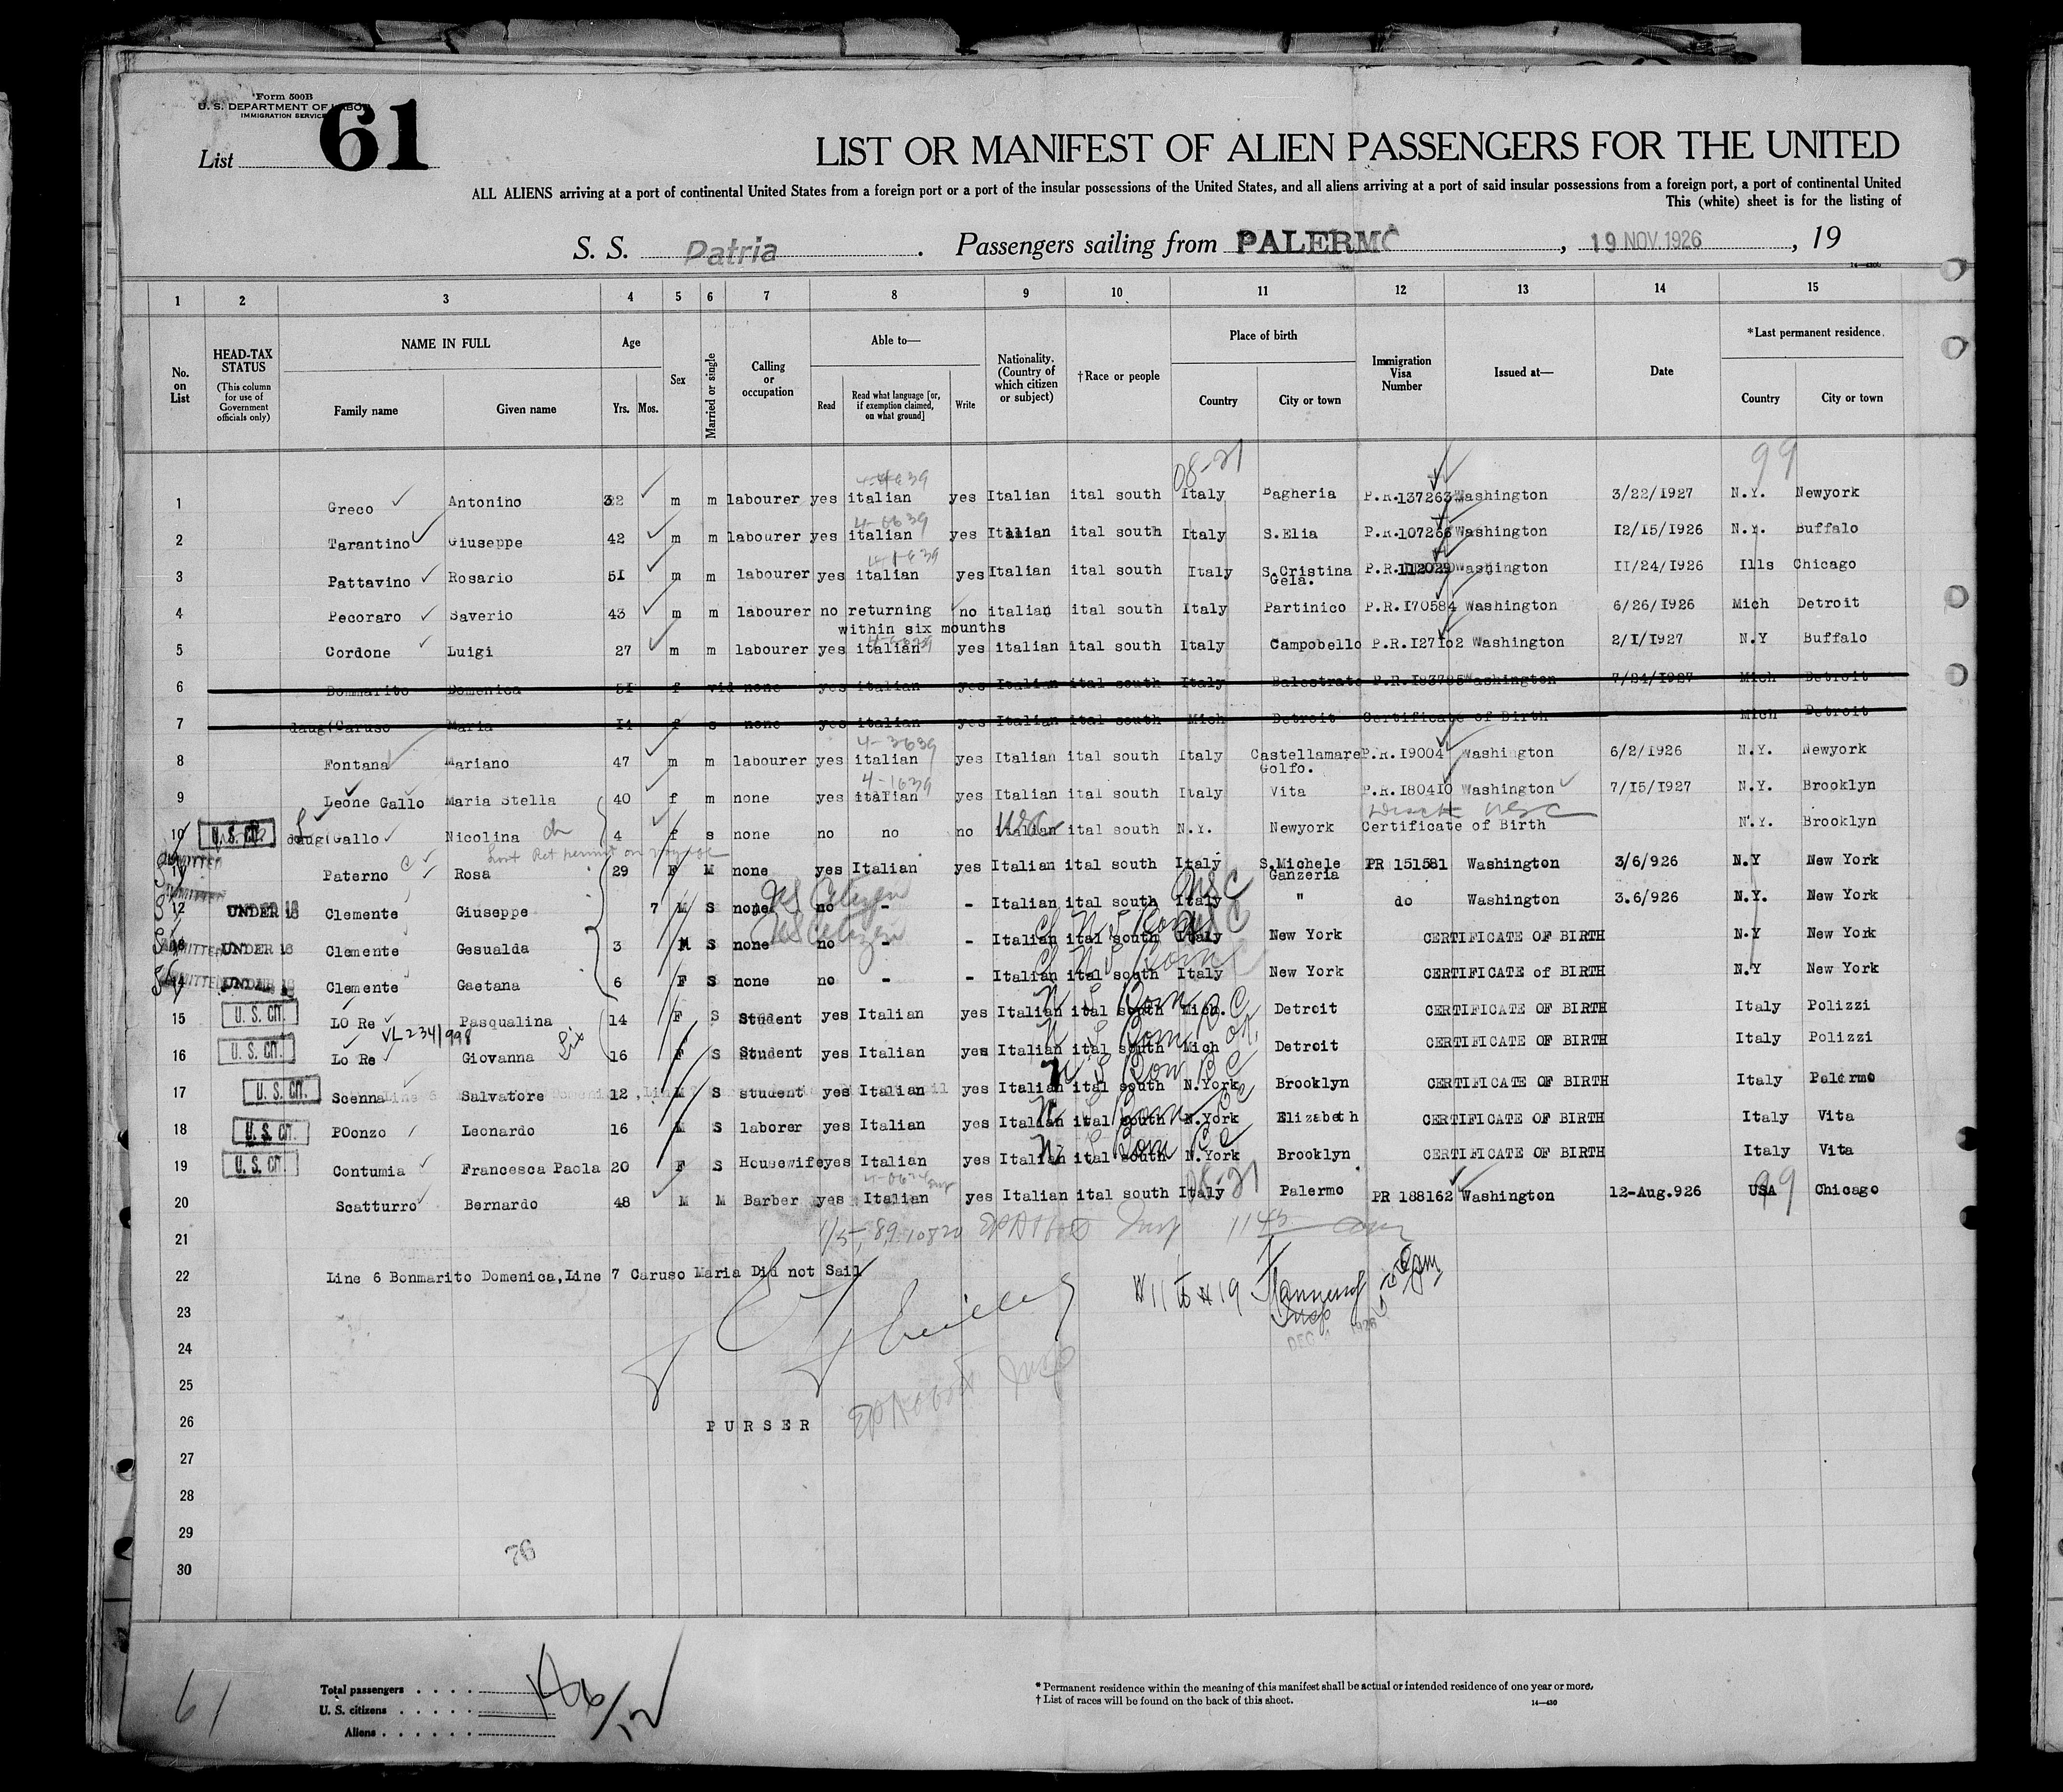 Form 500B
U. S. DEPARTMENT OF LABOR
IMMIGRATION SERVICE
List 61
LIST OR MANIFEST OF ALIEN PASSENGERS FOR THE UNITED
ALL ALIENS arriving at a port of continental United States from a foreign port or a port of the insular possessions of the United States, and all aliens arriving at a port of said insular possessions from a foreign port, a port of continental United
This (white) sheet is for the listing of
S. S. Patria. Passengers sailing from PALERMO, 19 NOV. 1926, 19
14-430b
1 2 3 4 5 6 7 8 9 10 11 12 13 14 15
No. on List
HEAD-TAX STATUS (This column for use of Government officials only)
NAME IN FULL Family name Given name
Age Yrs. Mos.
Sex
Married or single
Calling or occupation
Able to— Read Read what language [or, if exemption claimed, on what ground] Write
Nationality. (Country of which citizen or subject)
†Race or people
Place of birth Country City or town
Immigration Visa Number
Issued at—
Date
*Last permanent residence. Country City or town
08-21 99
1 Greco Antonino 32 m m labourer yes italian yes Italian ital south Italy Bagheria P.R.137263 Washington 3/22/1927 N.Y. Newyork
2 Tarantino Giuseppe 42 m m labourer yes italian yes Italian ital south Italy S.Elia P.R.107266 Washington 12/15/1926 N.Y. Buffalo
3 Pattavino Rosario 51 m m labourer yes italian yes Italian ital south Italy S.Cristina Gela. P.R.112029 Washington 11/24/1926 Ills Chicago
4 Pecoraro Saverio 43 m m labourer no returning within six mounths no italian ital south Italy Partinico P.R.170584 Washington 6/26/1926 Mich Detroit
5 Cordone Luigi 27 m m labourer yes italian yes italian ital south Italy Campobello P.R.127102 Washington 2/1/1927 N.Y Buffalo
6 Bommarito Domenica 51 f vid none yes italian yes Italian ital south Italy Balestrate P.R.183785 Washington 7/24/1927 Mich Detroit
7 daug(Caruso Maria 14 f s none yes italian yes Italian ital south Mich Detroit Certificate of Birth Mich Detroit
8 Fontana Mariano 47 m m labourer yes italian yes Italian ital south Italy Castellamare Golfo. P.R.19004 Washington 6/2/1926 N.Y. Newyork
9 Leone Gallo Maria Stella 40 f m none yes italian yes Italian ital south Italy Vita P.R.180410 Washington 7/15/1927 N.Y. Brooklyn
10 U. S. CIT. daug(Gallo Nicolina 4 f s none no no no Italian ital south N.Y. Newyork Certificate of Birth N.Y. Brooklyn
11 Paterno Rosa 29 F M none yes Italian yes Italian ital south Italy S.Michele Ganzeria PR 151581 Washington 3/6/926 N.Y New York
12 UNDER 18 Clemente Giuseppe 7 M S none no - - Italian ital south Italy " do Washington 3.6/926 N.Y. New York
13 UNDER 18 Clemente Gesualda 3 M S none no - - Italian ital south Italy New York CERTIFICATE OF BIRTH N.Y New York
14 UNDER 18 Clemente Gaetana 6 F S none no - - Italian ital south Italy New York CERTIFICATE of BIRTH N.Y New York
15 U. S. CIT. LO Re Pasqualina 14 F S Student yes Italian yes Italian ital south Mich. Detroit CERTIFICATE OF BIRTH Italy Polizzi
16 U. S. CIT. Lo Re Giovanna 16 F S Student yes Italian yes Italian ital south Mich Detroit CERTIFICATE OF BIRTH Italy Polizzi
17 U. S. CIT. Scenna Salvatore 12 M S student yes Italian yes Italian ital south N.York Brooklyn CERTIFICATE OF BIRTH Italy Palermo
18 U. S. CIT. POonzo Leonardo 16 M S laborer yes Italian yes Italian ital south N.York Elizabeth CERTIFICATE OF BIRTH Italy Vita
19 U. S. CIT. Contumia Francesca Paola 20 F S Housewife yes Italian yes Italian ital south N.York Brooklyn CERTIFICATE OF BIRTH Italy Vita
20 Scatturro Bernardo 48 M M Barber yes Italian yes Italian ital south Italy Palermo PR 188162 Washington 12-Aug.926 USA Chicago
21
22 Line 6 Bonmarito Domenica,Line 7 Caruso Maria Did not Sail
23
24
25
26 PURSER
27
28
29
30
76
Total passengers
U. S. citizens
Aliens
61
* Permanent residence within the meaning of this manifest shall be actual or intended residence of one year or more.
† List of races will be found on the back of this sheet.
14-430